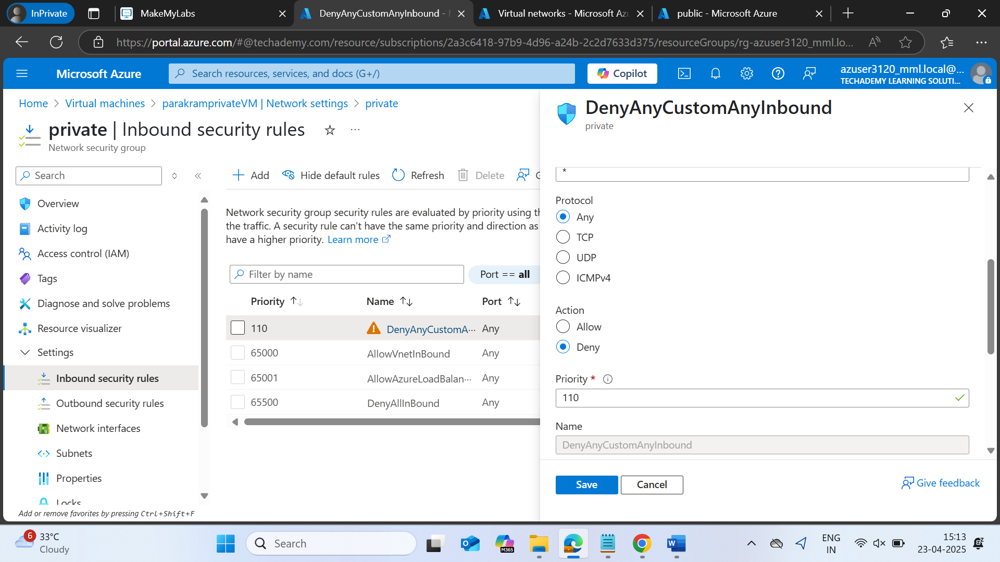 InPrivate
MakeMyLabs
DenyAnyCustomAnyInbound -
Virtual networks - Microsoft Az
public - Microsoft Azure
https://portal.azure.com/#@techademy.com/resource/subscriptions/2a3c6418-97b9-4d96-a24b-2c2d7633d375/resourceGroups/rg-azuser3120_mml.lo...
Microsoft Azure
Search resources, services, and docs (G+/)
Copilot
azuser3120_mml.local@...
TECHADEMY LEARNING SOLUTI...
Home > Virtual machines > parakramprivateVM | Network settings > private
private | Inbound security rules
Network security group
Search
Overview
Activity log
Access control (IAM)
Tags
Diagnose and solve problems
Resource visualizer
Settings
Inbound security rules
Outbound security rules
Network interfaces
Subnets
Properties
Locks
Add or remove favorites by pressing Ctrl+Shift+F
Add
Hide default rules
Refresh
Delete
Network security group security rules are evaluated by priority using
the traffic. A security rule can't have the same priority and direction as
have a higher priority. Learn more
Filter by name
Port == all
Priority Name Port
110 DenyAnyCustomA... Any
65000 AllowVnetInBound Any
65001 AllowAzureLoadBalan... Any
65500 DenyAllInBound Any
DenyAnyCustomAnyInbound
private
*
Protocol
Any
TCP
UDP
ICMPv4
Action
Allow
Deny
Priority *
110
Name
DenyAnyCustomAnyInbound
Save
Cancel
Give feedback
6
33°C
Cloudy
Search
M365
ENG
IN
15:13
23-04-2025